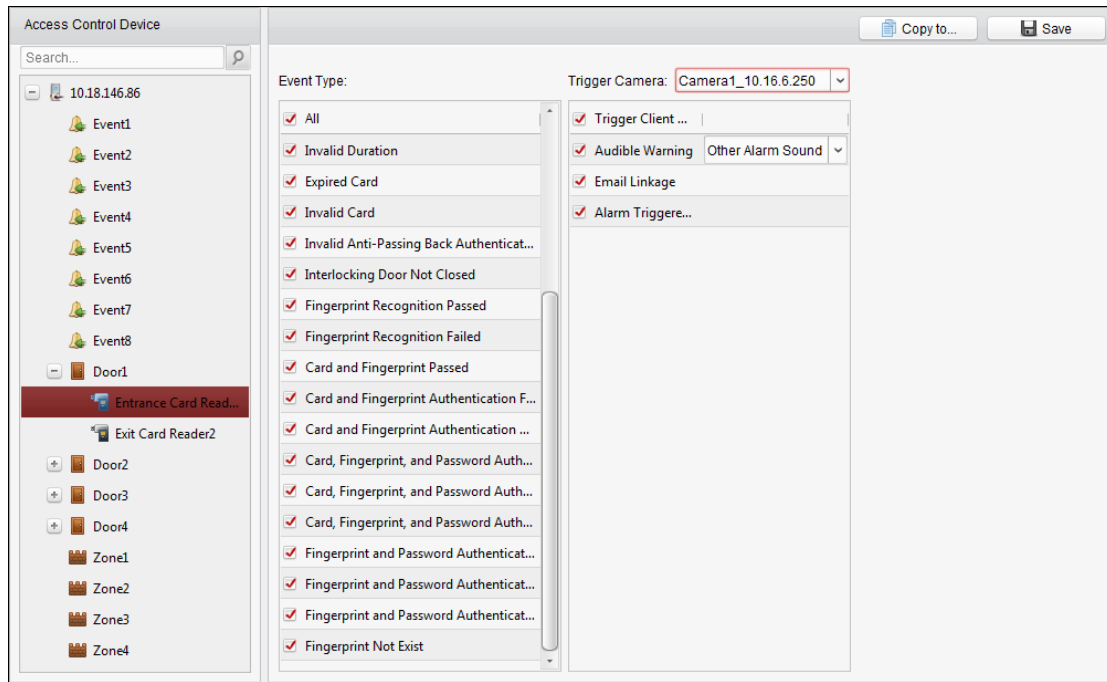 Access Control Device
Copy to...
Save
Search...
10.18.146.86
Event1
Event2
Event3
Event4
Event5
Event6
Event7
Event8
Door1
Entrance Card Read...
Exit Card Reader2
Door2
Door3
Door4
Zone1
Zone2
Zone3
Zone4
Event Type:
All
Invalid Duration
Expired Card
Invalid Card
Invalid Anti-Passing Back Authenticat...
Interlocking Door Not Closed
Fingerprint Recognition Passed
Fingerprint Recognition Failed
Card and Fingerprint Passed
Card and Fingerprint Authentication F...
Card and Fingerprint Authentication ...
Card, Fingerprint, and Password Auth...
Card, Fingerprint, and Password Auth...
Card, Fingerprint, and Password Auth...
Fingerprint and Password Authenticat...
Fingerprint and Password Authenticat...
Fingerprint and Password Authenticat...
Fingerprint Not Exist
Trigger Camera: Camera1_10.16.6.250
Trigger Client ...
Audible Warning Other Alarm Sound
Email Linkage
Alarm Triggere...